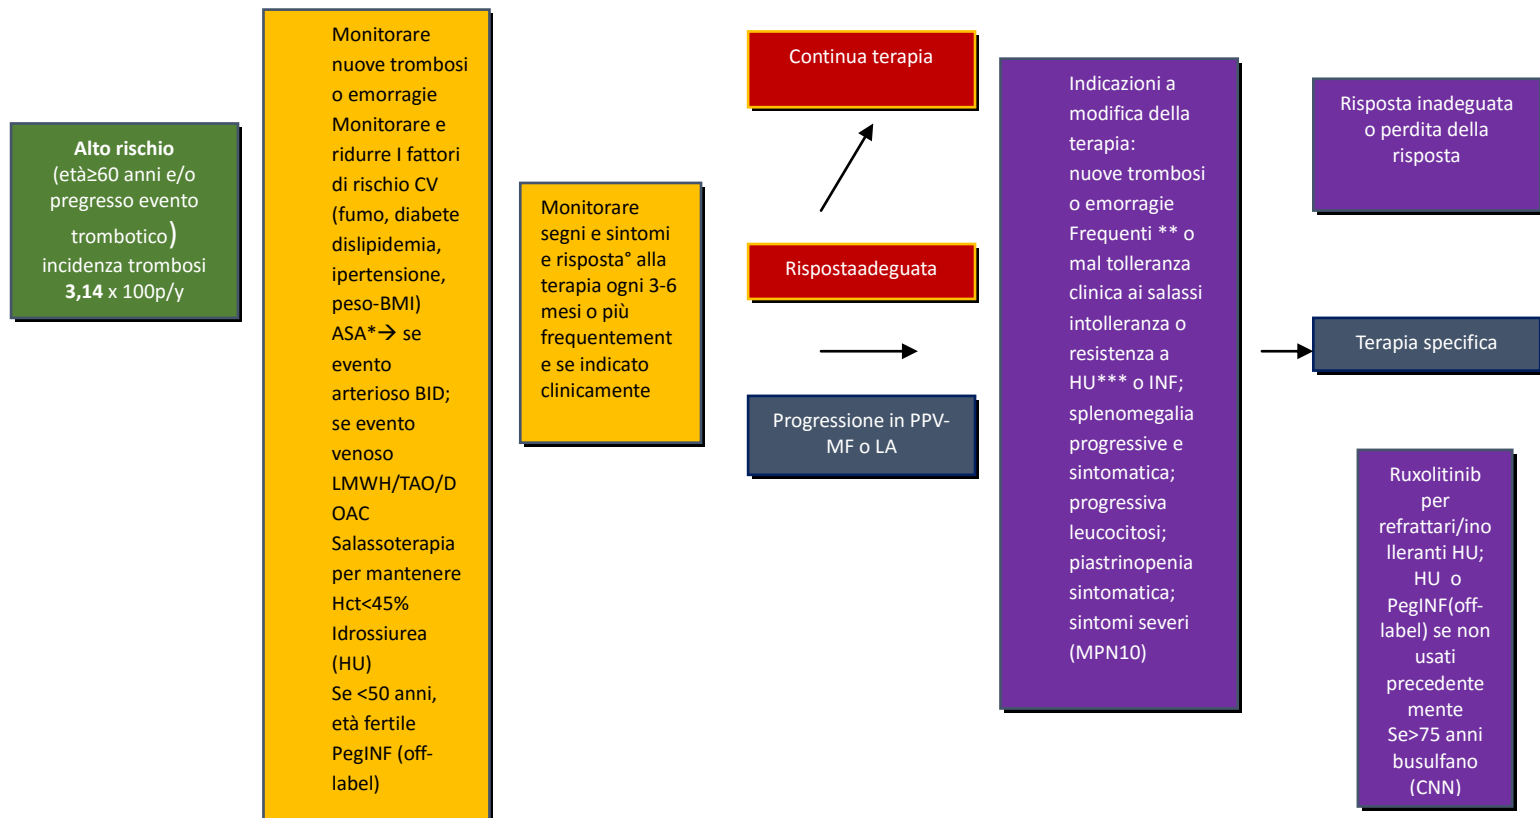 Alto rischio
(età≥60 anni e/o
pregresso evento
trombotico)
incidenza trombosi
3,14 x 100p/y
Monitorare
nuove trombosi
o emorragie
Monitorare e
ridurre I fattori
di rischio CV
(fumo, diabete
dislipidemia,
ipertensione,
peso-BMI)
ASA*→ se
evento
arterioso BID;
se evento
venoso
LMWH/TAO/D
OAC
Salassoterapia
per mantenere
Hct<45%
Idrossiurea
(HU)
Se <50 anni,
età fertile
PegINF (off-
label)
Monitorare
segni e sintomi
e risposta° alla
terapia ogni 3-6
mesi o più
frequentement
e se indicato
clinicamente
Continua terapia
Rispostaadeguata
Progressione in PPV-
MF o LA
Indicazioni a
modifica della
terapia:
nuove trombosi
o emorragie
Frequenti ** o
mal tolleranza
clinica ai salassi
intolleranza o
resistenza a
HU*** o INF;
splenomegalia
progressive e
sintomatica;
progressiva
leucocitosi;
piastrinopenia
sintomatica;
sintomi severi
(MPN10)
Risposta inadeguata
o perdita della
risposta
Terapia specifica
Ruxolitinib
per
refrattari/ino
lleranti HU;
HU o
PegINF(off-
label) se non
usati
precedente
mente
Se>75 anni
busulfano
(CNN)